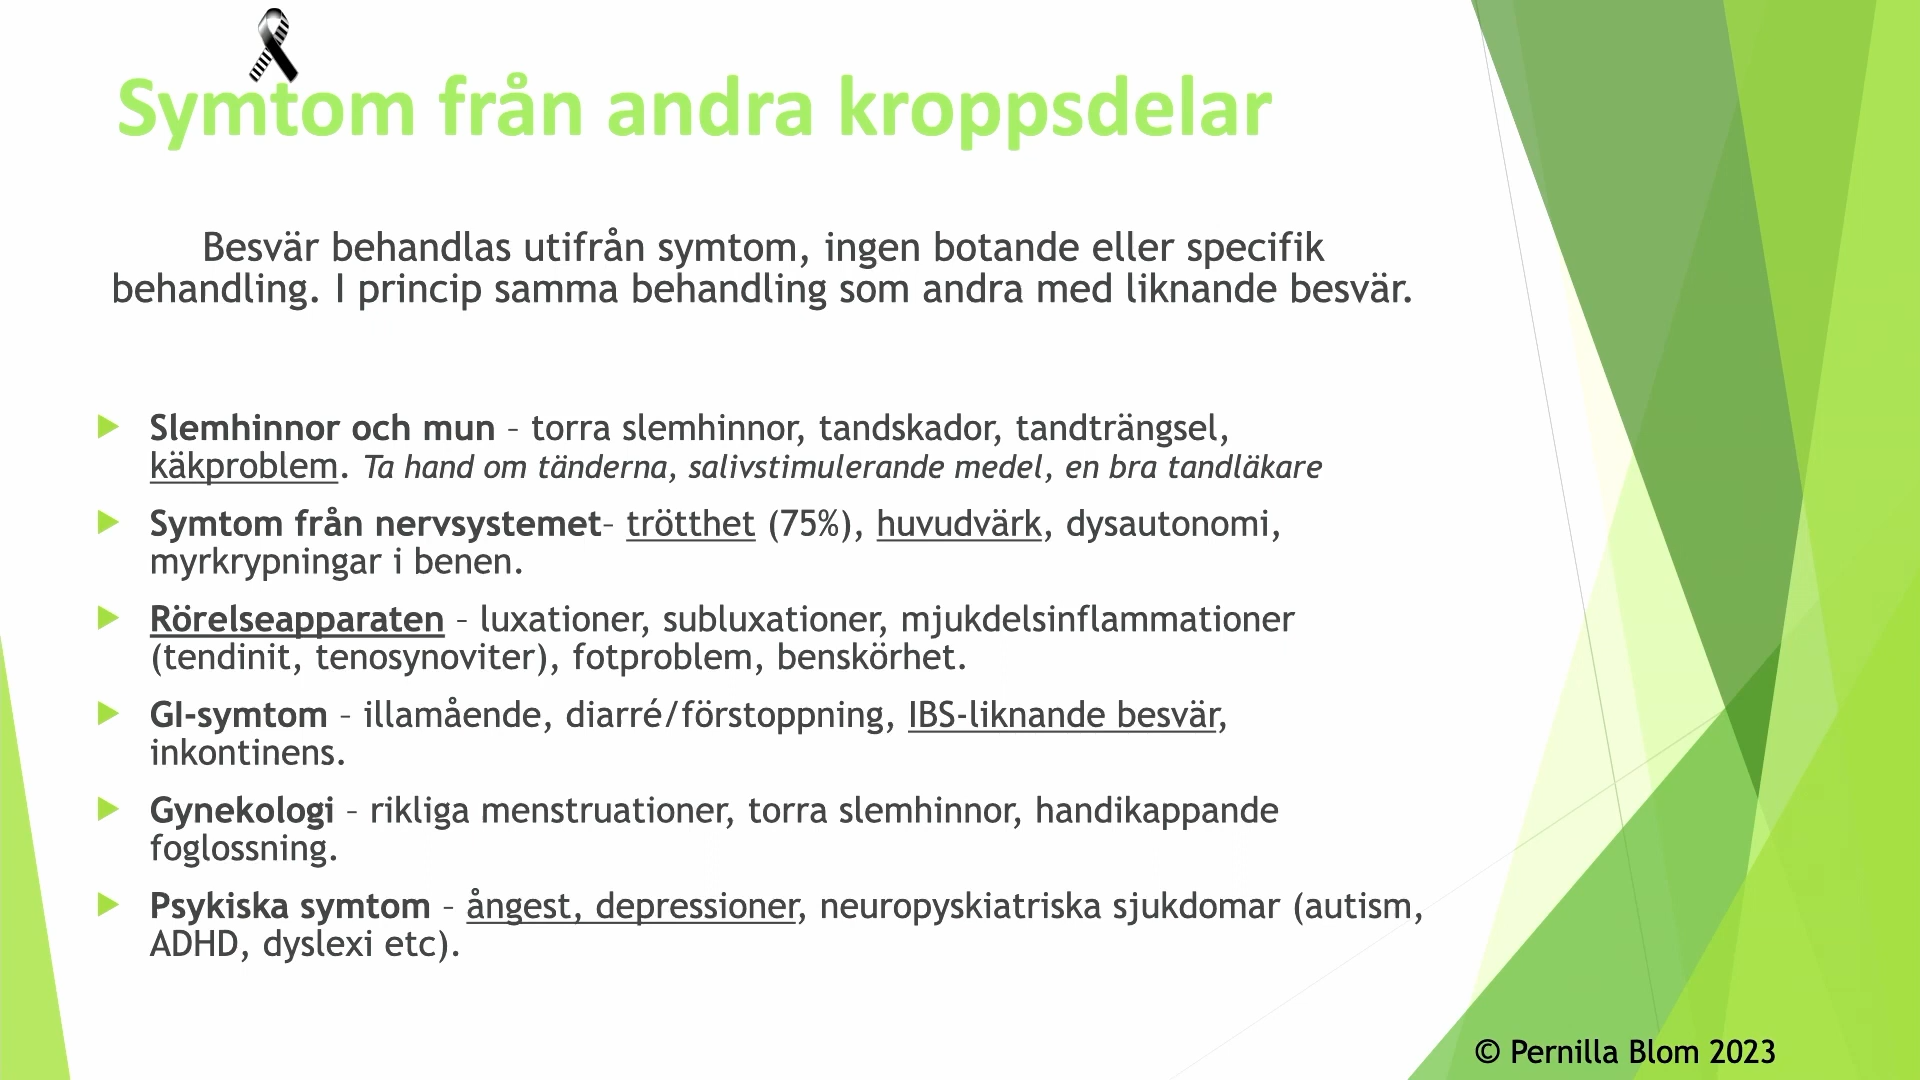 Symtom från andra kroppsdelar
Besvär behandlas utifrån symtom, ingen botande eller specifik
behandling. I princip samma behandling som andra med liknande besvär.
Slemhinnor och mun – torra slemhinnor, tandskador, tandträngsel,
käkproblem. Ta hand om tänderna, salivstimulerande medel, en bra tandläkare
Symtom från nervsystemet– trötthet (75%), huvudvärk, dysautonomi,
myrkrypningar i benen.
Rörelseapparaten – luxationer, subluxationer, mjukdelsinflammationer
(tendinit, tenosynoviter), fotproblem, benskörhet.
GI-symtom – illamående, diarré/förstoppning, IBS-liknande besvär,
inkontinens.
Gynekologi – rikliga menstruationer, torra slemhinnor, handikappande
foglossning.
Psykiska symtom – ångest, depressioner, neuropyskiatriska sjukdomar (autism,
ADHD, dyslexi etc).
© Pernilla Blom 2023